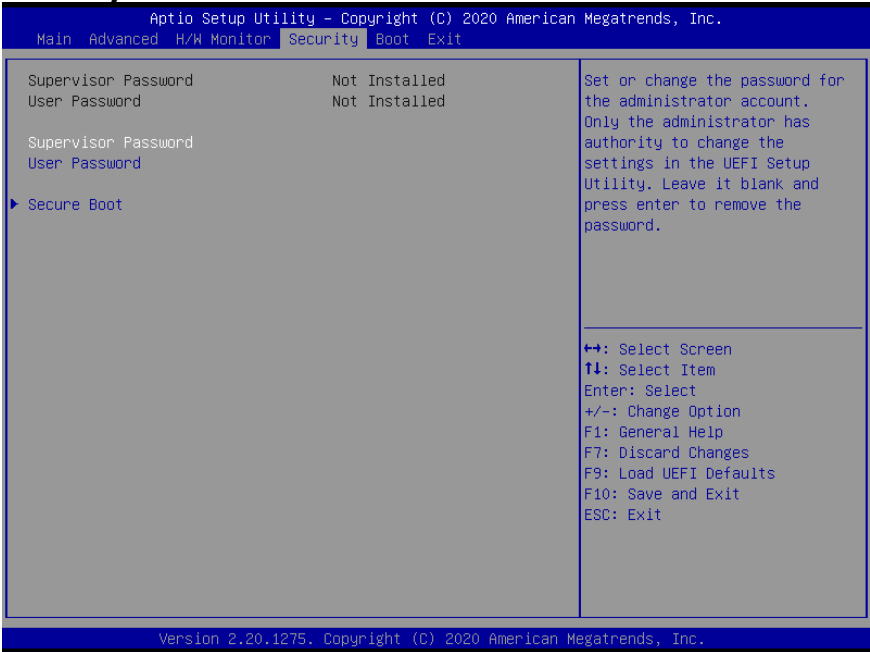 Aptio Setup Utility – Copyright (C) 2020 American Megatrends, Inc.
Main Advanced H/W Monitor Security Boot Exit
Supervisor Password Not Installed
User Password Not Installed
Supervisor Password
User Password
Secure Boot
Set or change the password for
the administrator account.
Only the administrator has
authority to change the
settings in the UEFI Setup
Utility. Leave it blank and
press enter to remove the
password.
↔: Select Screen
↑↓: Select Item
Enter: Select
+/-: Change Option
F1: General Help
F7: Discard Changes
F9: Load UEFI Defaults
F10: Save and Exit
ESC: Exit
Version 2.20.1275. Copyright (C) 2020 American Megatrends, Inc.